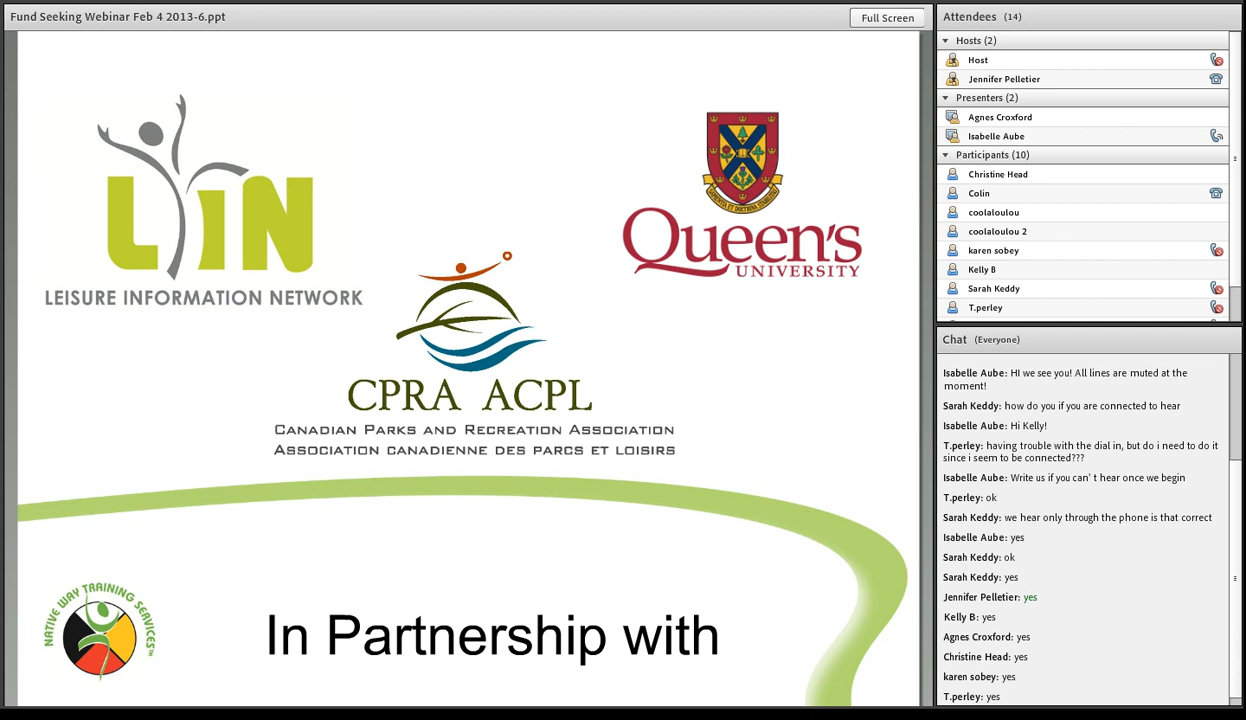 Fund Seeking Webinar Feb 4 2013-6.ppt
Full Screen
LIN
LEISURE INFORMATION NETWORK
Queen's
UNIVERSITY
CPRA ACPL
CANADIAN PARKS AND RECREATION ASSOCIATION
ASSOCIATION CANADIENNE DES PARCS ET LOISIRS
NATIVE WAY TRAINING SERVICES
In Partnership with
Attendees (14)
Hosts (2)
Host
Jennifer Pelletier
Presenters (2)
Agnes Croxford
Isabelle Aube
Participants (10)
Christine Head
Colin
coolaloulou
coolaloulou 2
karen sobey
Kelly B
Sarah Keddy
T.perley
Chat (Everyone)
Isabelle Aube: HI we see you! All lines are muted at the
moment!
Sarah Keddy: how do you if you are connected to hear
Isabelle Aube: Hi Kelly!
T.perley: having trouble with the dial in, but do i need to do it
since i seem to be connected???
Isabelle Aube: Write us if you can' t hear once we begin
T.perley: ok
Sarah Keddy: we hear only through the phone is that correct
Isabelle Aube: yes
Sarah Keddy: ok
Sarah Keddy: yes
Jennifer Pelletier: yes
Kelly B: yes
Agnes Croxford: yes
Christine Head: yes
karen sobey: yes
T.perley: yes